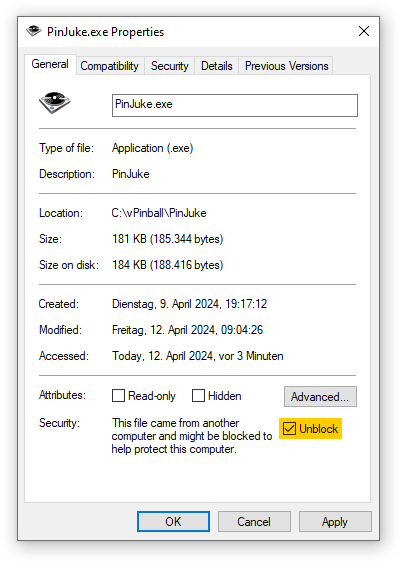 PinJuke.exe Properties
General Compatibility Security Details Previous Versions
PinJuke.exe
Type of file: Application (.exe)
Description: PinJuke
Location: C:\vPinball\PinJuke
Size: 181 KB (185.344 bytes)
Size on disk: 184 KB (188.416 bytes)
Created: Dienstag, 9. April 2024, 19:17:12
Modified: Freitag, 12. April 2024, 09:04:26
Accessed: Today, 12. April 2024, vor 3 Minuten
Attributes: Read-only Hidden Advanced...
Security: This file came from another
computer and might be blocked to
help protect this computer.
Unblock
OK Cancel Apply